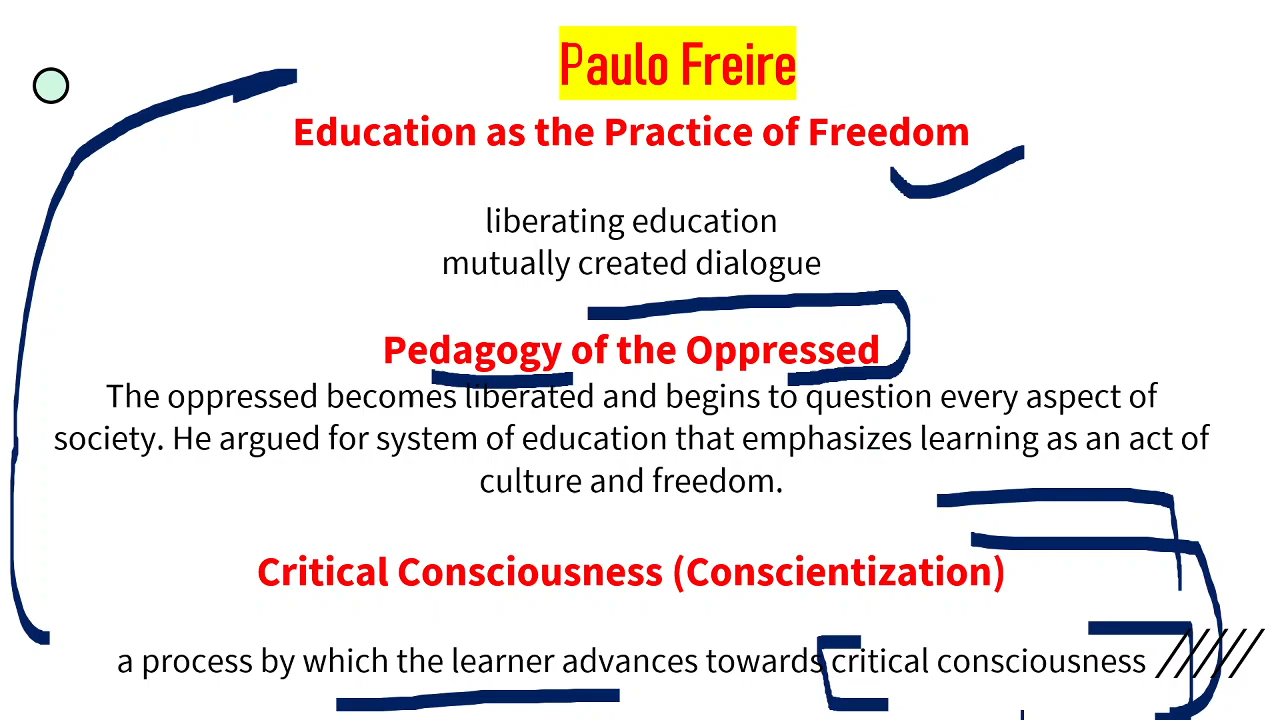 Paulo Freire
Education as the Practice of Freedom
liberating education
mutually created dialogue
Pedagogy of the Oppressed
The oppressed becomes liberated and begins to question every aspect of
society. He argued for system of education that emphasizes learning as an act of
culture and freedom.
Critical Consciousness (Conscientization)
a process by which the learner advances towards critical consciousness